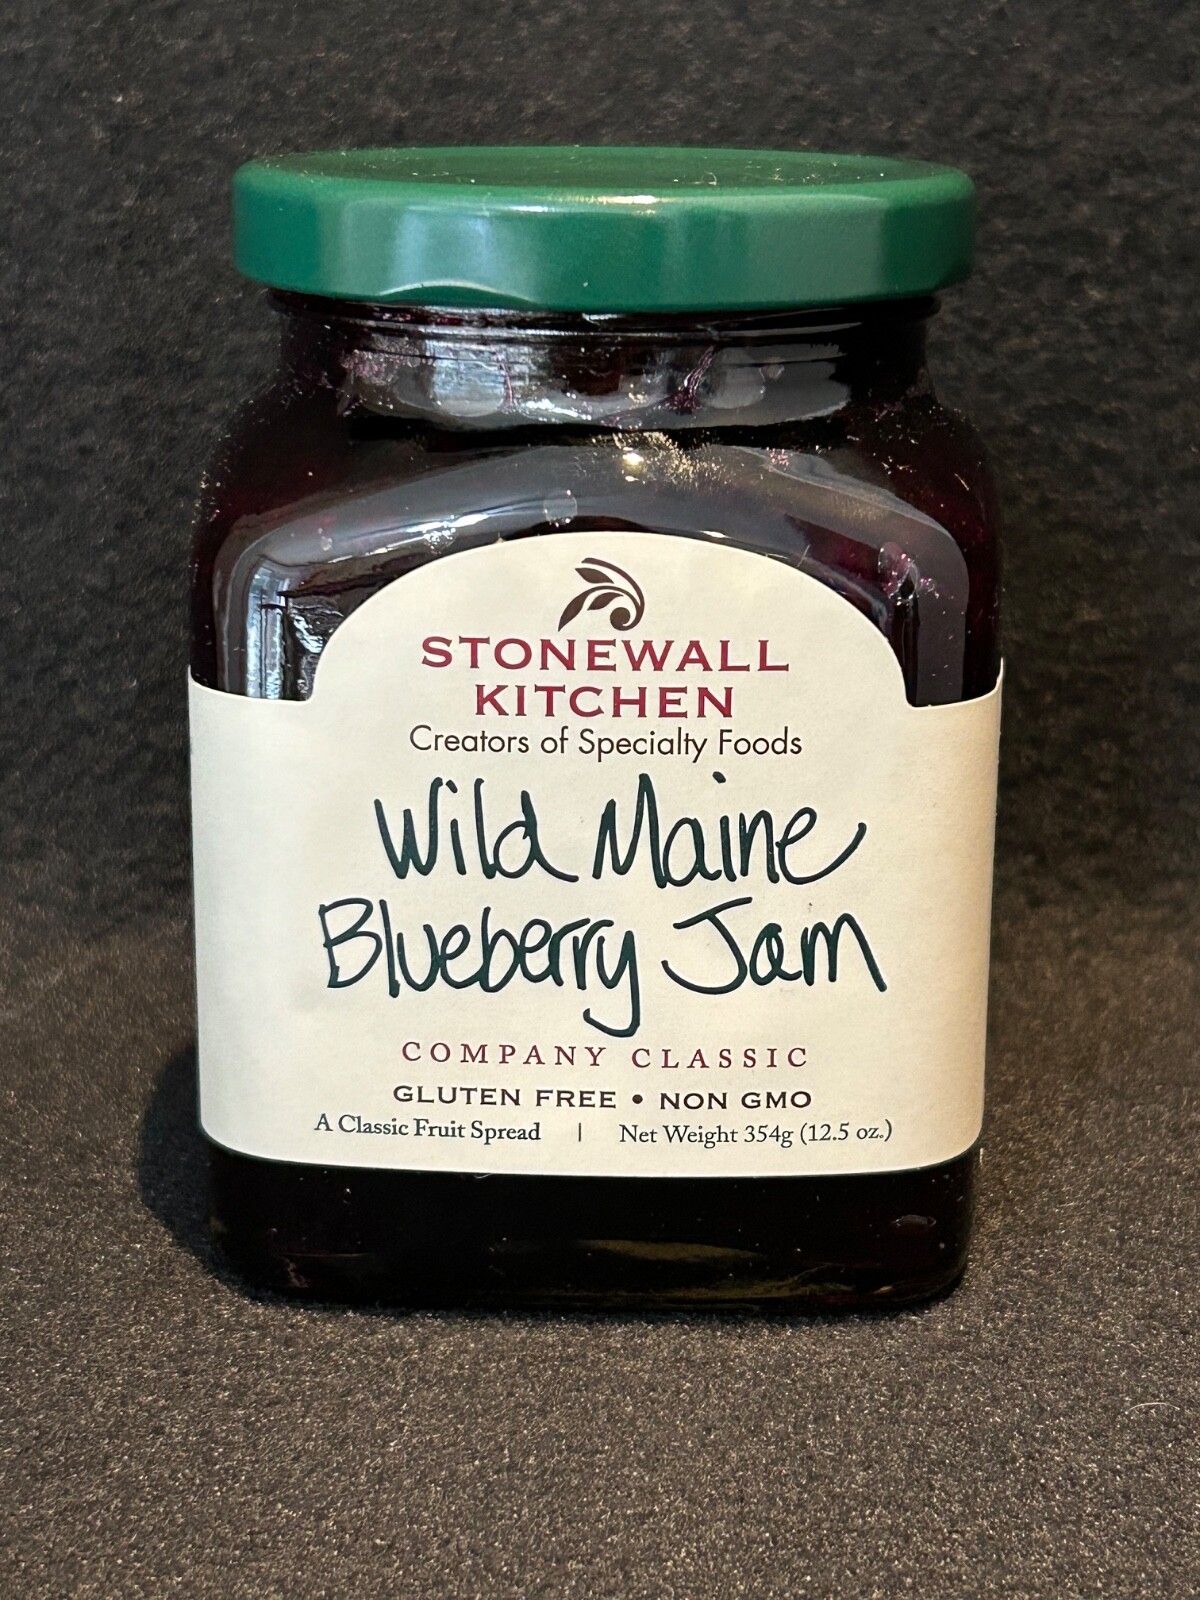 STONEWALL
KITCHEN
Creators of Specialty Foods
Wild Maine
Blueberry Jam
COMPANY CLASSIC
GLUTEN FREE • NON GMO
A Classic Fruit Spread | Net Weight 354g (12.5 oz.)